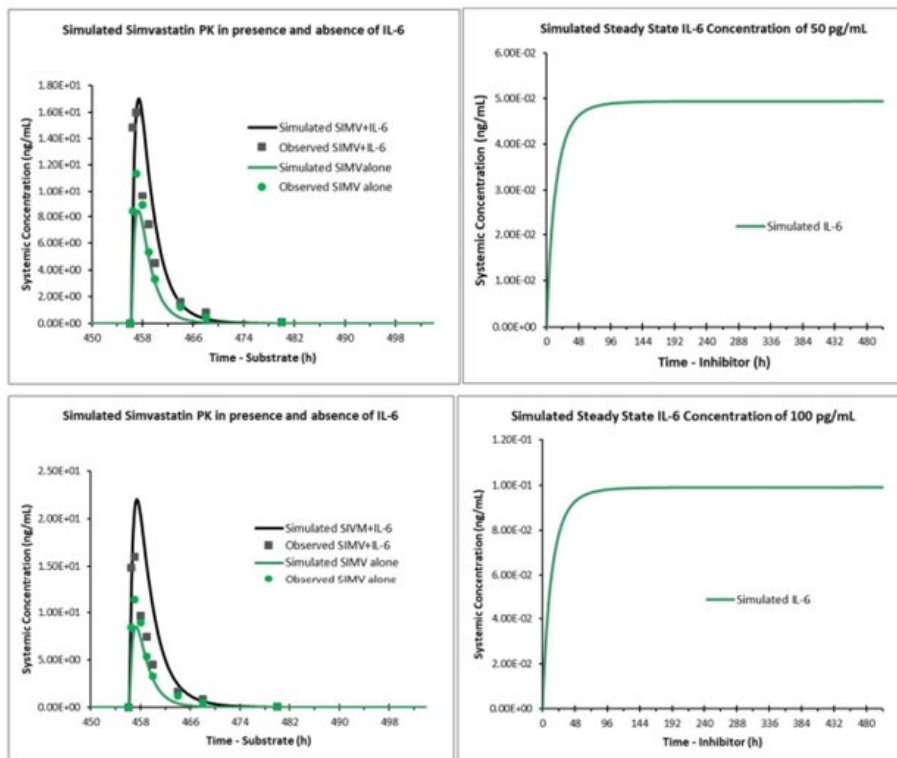 Simulated Simvastatin PK in presence and absence of IL-6
Systemic Concentration (ng/mL)
1.80E+01
1.60E+01
1.40E+01
1.20E+01
1.00E+01
8.00E+00
6.00E+00
4.00E+00
2.00E+00
0.00E+00
Simulated SIMV+IL-6
Observed SIMV+IL-6
Simulated SIMValone
Observed SIMV alone
450 458 466 474 482 490 498
Time - Substrate (h)
Simulated Steady State IL-6 Concentration of 50 pg/mL
Systemic Concentration (ng/mL)
6.00E-02
5.00E-02
4.00E-02
3.00E-02
2.00E-02
1.00E-02
0.00E+00
Simulated IL-6
0 48 96 144 192 240 288 336 384 432 480
Time - Inhibitor (h)
Simulated Simvastatin PK in presence and absence of IL-6
Systemic Concentration (ng/mL)
2.50E+01
2.00E+01
1.50E+01
1.00E+01
5.00E+00
0.00E+00
Simulated SIVM+IL-6
Observed SIMV+IL-6
Simulated SIMV alone
Observed SIMV alone
450 458 466 474 482 490 498
Time - Substrate (h)
Simulated Steady State IL-6 Concentration of 100 pg/mL
Systemic Concentration (ng/mL)
1.20E-01
1.00E-01
8.00E-02
6.00E-02
4.00E-02
2.00E-02
0.00E+00
Simulated IL-6
0 48 96 144 192 240 288 336 384 432 480
Time - Inhibitor (h)